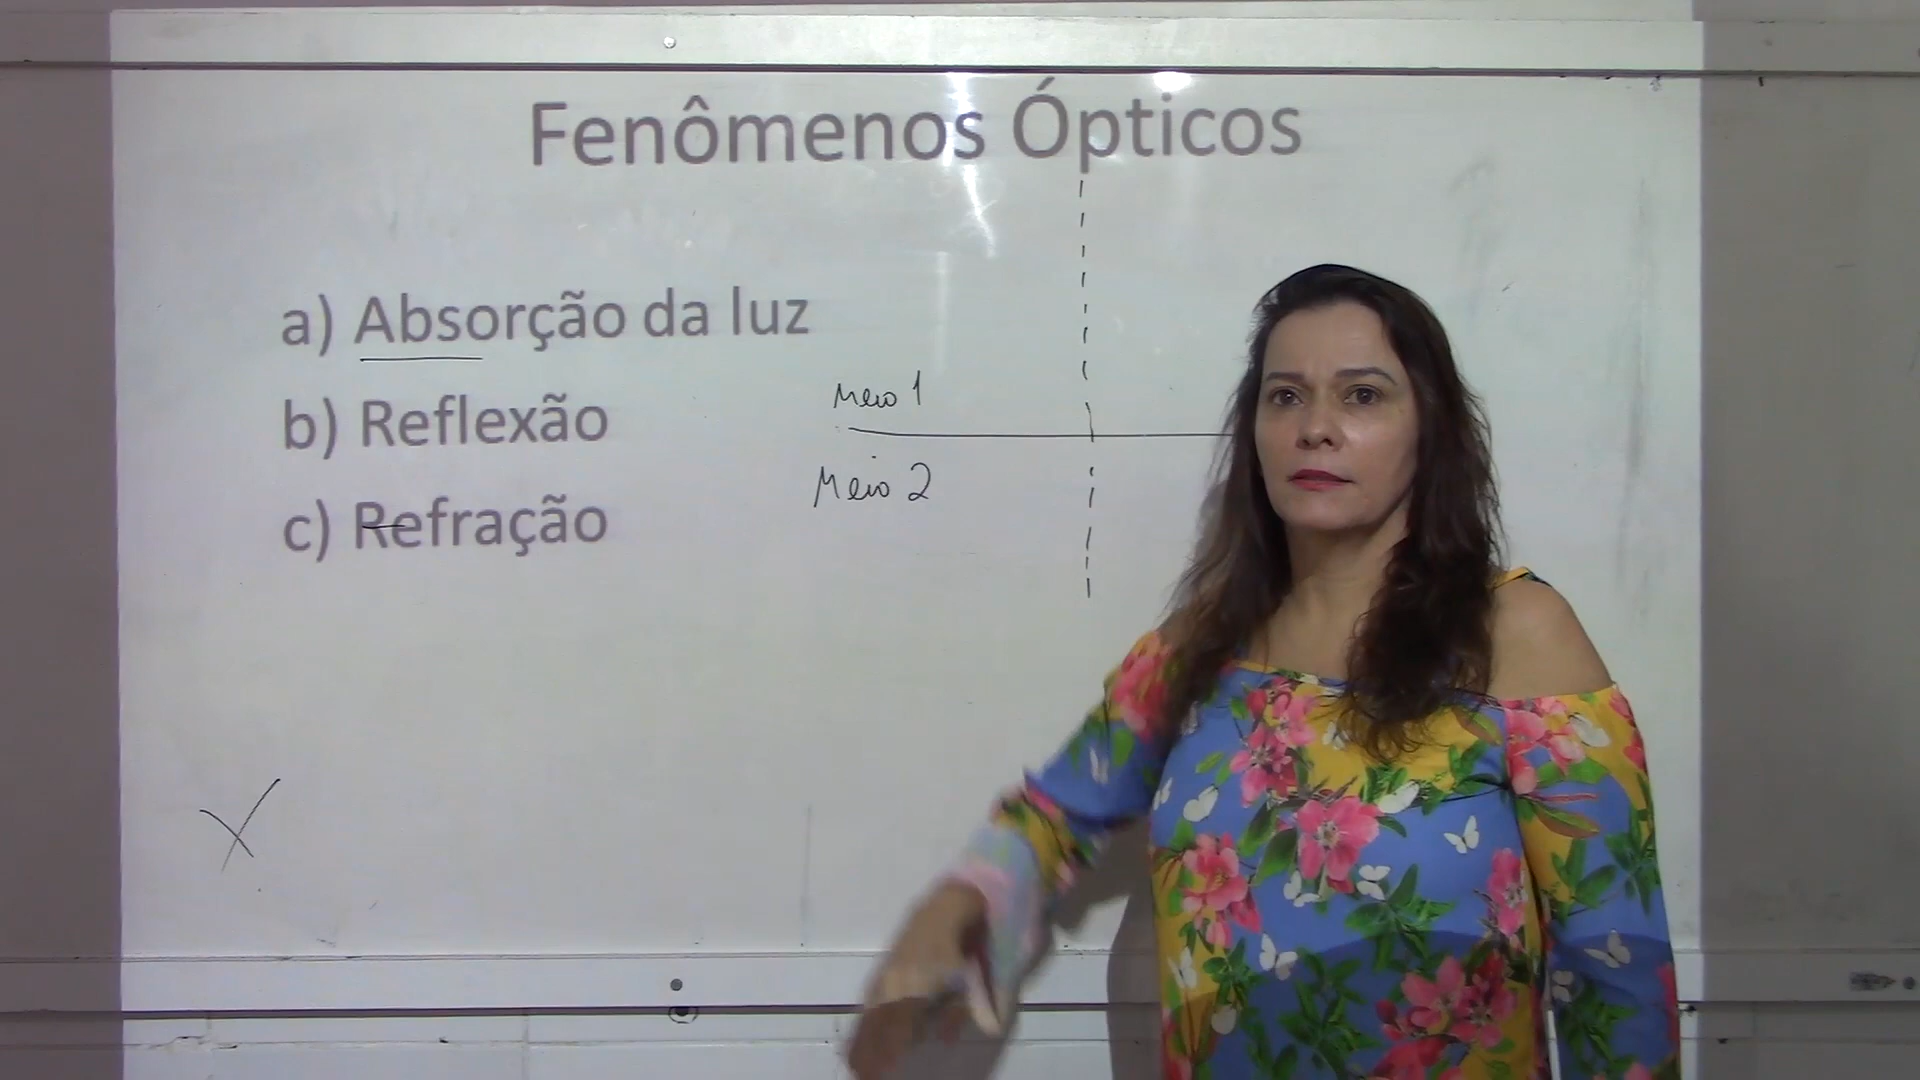 Fenômenos Ópticos
a) Absorção da luz
b) Reflexão
c) Refração
Meio 1
Meio 2